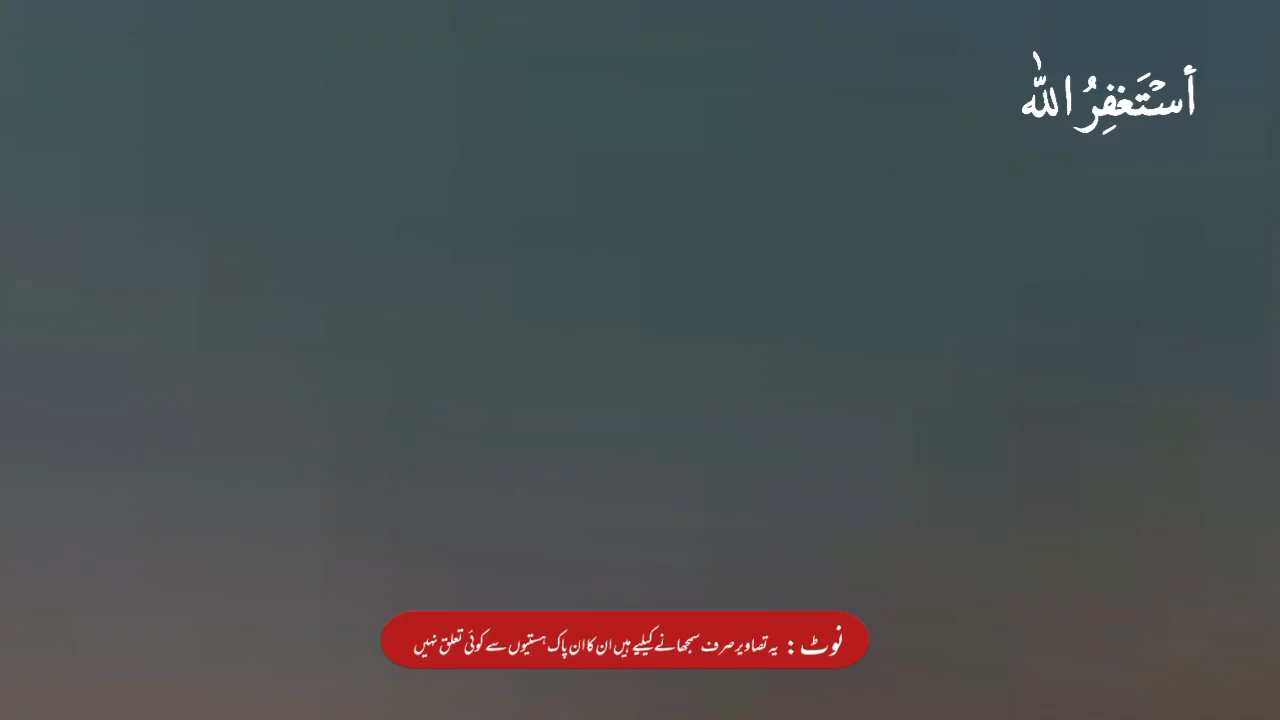 أَسْتَغْفِرُ اللّٰه
نوٹ : یہ تصاویر صرف سمجھانے کیلیے ہیں ان کا ان پاک ہستیوں سے کوئی تعلق نہیں